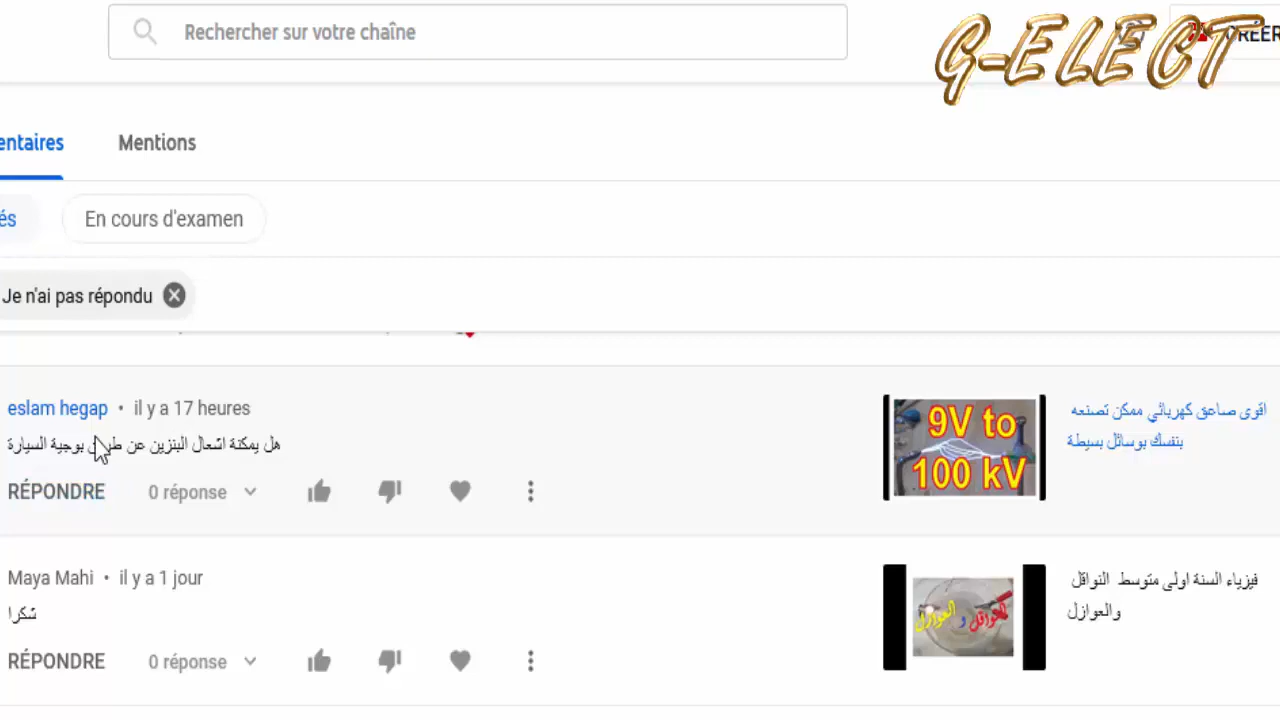 Rechercher sur votre chaîne
G-ELECT
CRÉER
entaires
Mentions
és
En cours d'examen
Je n'ai pas répondu
eslam hegap • il y a 17 heures
هل يمكنة اشعال البنزين عن طريق بوجية السيارة
RÉPONDRE
0 réponse
9V to
100 kV
اقوى صاعق كهربائي ممكن تصنعه
بنفسك بوسائل بسيطة
Maya Mahi • il y a 1 jour
شكرا
RÉPONDRE
0 réponse
النواقل و العوازل
فيزياء السنة اولى متوسط النواقل
والعوازل